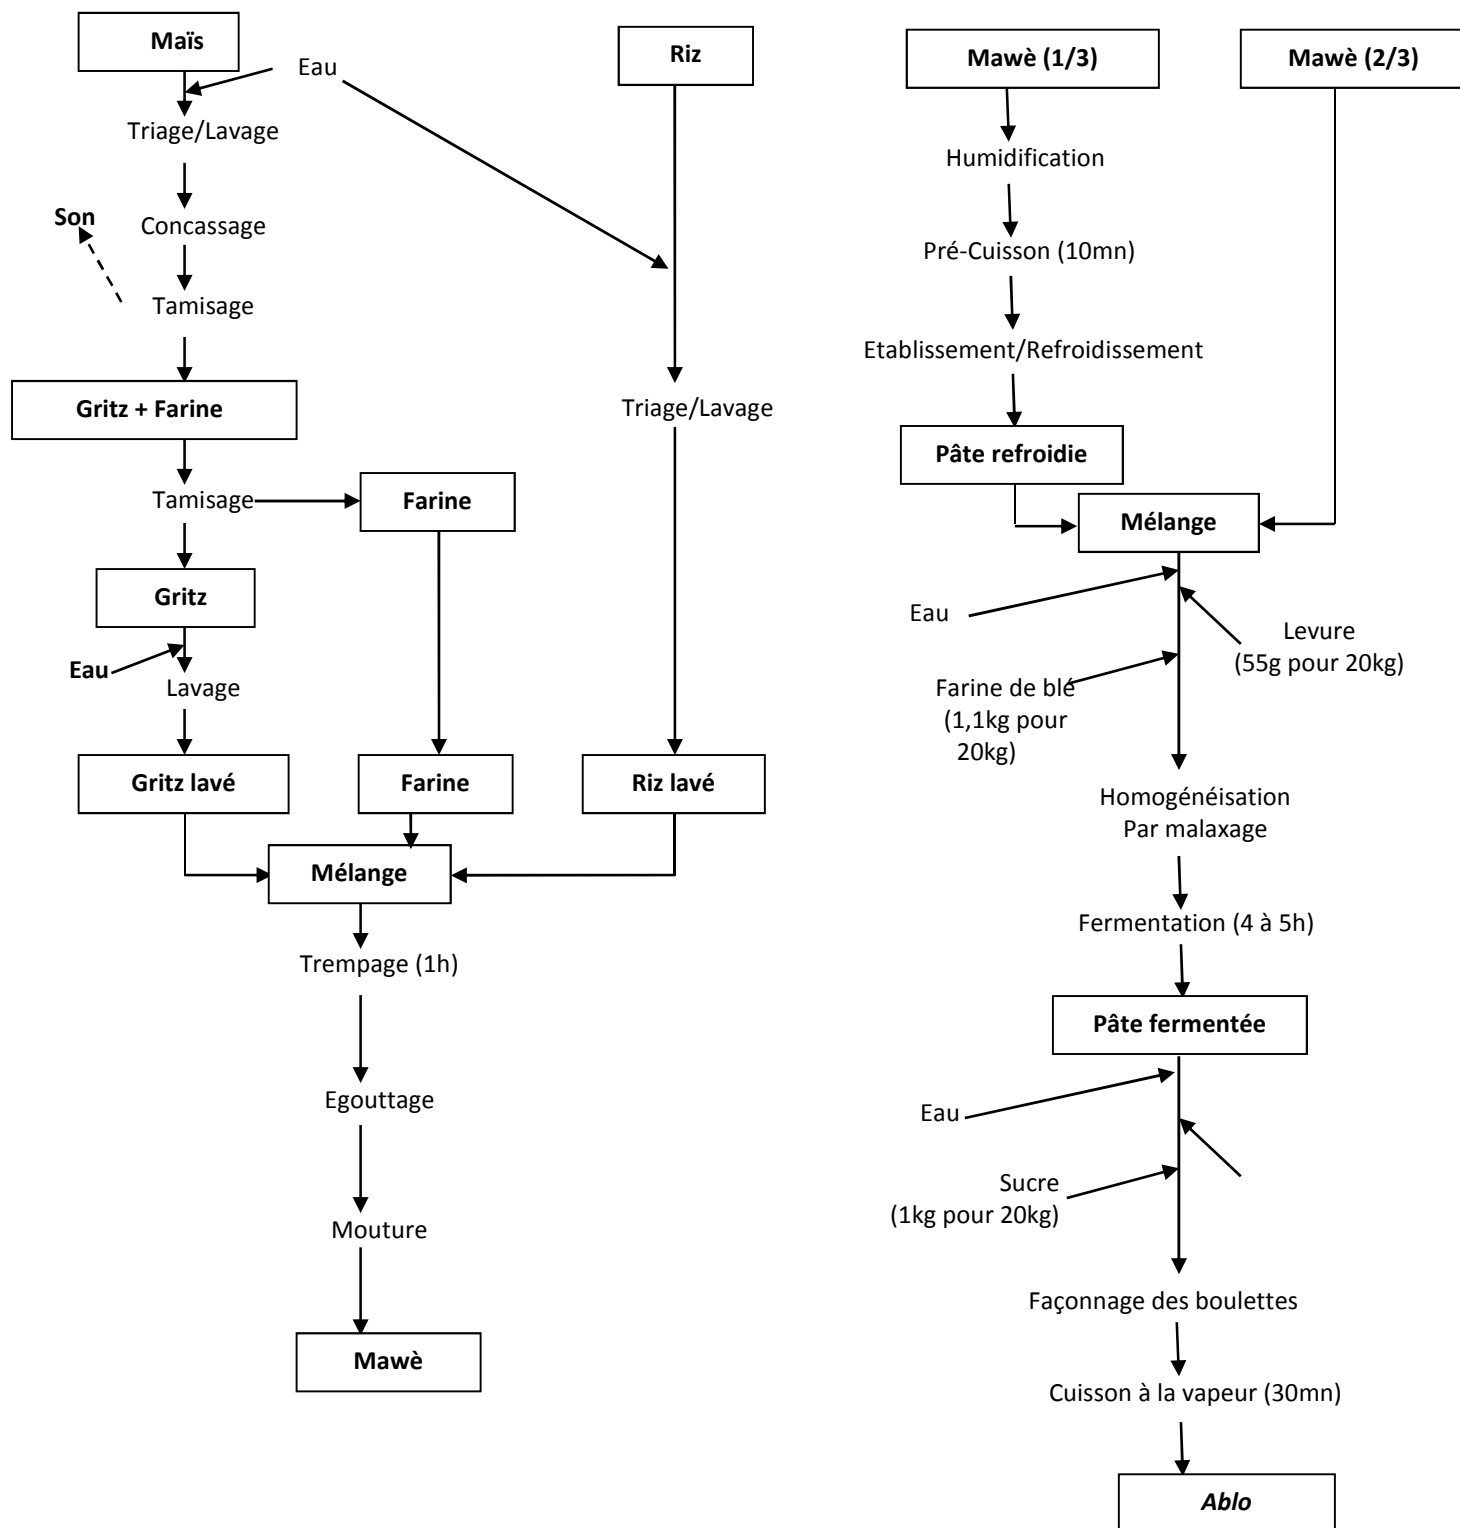 Maïs
Eau
Riz
Triage/Lavage
Son
Concassage
Tamisage
Gritz + Farine
Triage/Lavage
Tamisage
Farine
Gritz
Eau
Lavage
Gritz lavé
Farine
Riz lavé
Mélange
Trempage (1h)
Egouttage
Mouture
Mawè
Mawè (1/3)
Mawè (2/3)
Humidification
Pré-Cuisson (10mn)
Etablissement/Refroidissement
Pâte refroidie
Mélange
Eau
Levure
(55g pour 20kg)
Farine de blé
(1,1kg pour
20kg)
Homogénéisation
Par malaxage
Fermentation (4 à 5h)
Pâte fermentée
Eau
Sucre
(1kg pour 20kg)
Façonnage des boulettes
Cuisson à la vapeur (30mn)
Ablo